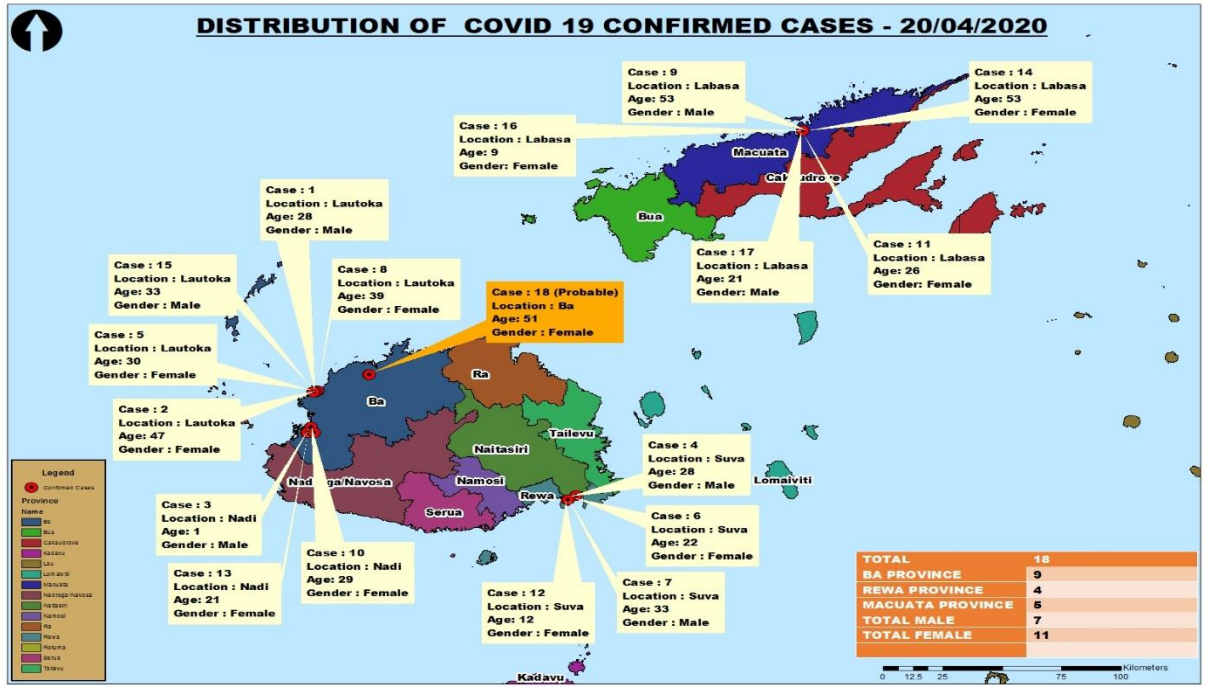 DISTRIBUTION OF COVID 19 CONFIRMED CASES - 20/04/2020
Case : 9
Location : Labasa
Age: 53
Gender : Male
Case : 14
Location : Labasa
Age: 53
Gender : Female
Case : 16
Location : Labasa
Age: 9
Gender: Female
Macuata
Cakaudrove
Bua
Case : 17
Location : Labasa
Age: 21
Gender: Male
Case : 11
Location : Labasa
Age : 26
Gender: Female
Case : 1
Location : Lautoka
Age: 28
Gender : Male
Case : 15
Location : Lautoka
Age: 33
Gender : Male
Case : 8
Location : Lautoka
Age: 39
Gender : Female
Case : 18 (Probable)
Location : Ba
Age: 51
Gender : Female
Case : 5
Location : Lautoka
Age: 30
Gender : Female
Case : 2
Location : Lautoka
Age: 47
Gender : Female
Ra
Ba
Tailevu
Naitasiri
Nadroga/Navosa
Namosi
Rewa
Serua
Lomaiviti
Case : 4
Location : Suva
Age: 28
Gender : Male
Case : 3
Location : Nadi
Age: 1
Gender : Male
Case : 6
Location : Suva
Age: 22
Gender : Female
Case : 10
Location : Nadi
Age: 29
Gender : Female
Case : 13
Location : Nadi
Age: 21
Gender : Female
Case : 12
Location : Suva
Age: 12
Gender : Female
Case : 7
Location : Suva
Age: 33
Gender : Male
Kadavu
Legend
Confirmed Cases
Province
Name
Ba
Bua
Cakaudrove
Kadavu
Lau
Lomaiviti
Macuata
Nadroga/Navosa
Naitasiri
Namosi
Ra
Rewa
Rotuma
Serua
Tailevu
TOTAL 18
BA PROVINCE 9
REWA PROVINCE 4
MACUATA PROVINCE 5
TOTAL MALE 7
TOTAL FEMALE 11
Kilometers
0 12.5 25 50 75 100